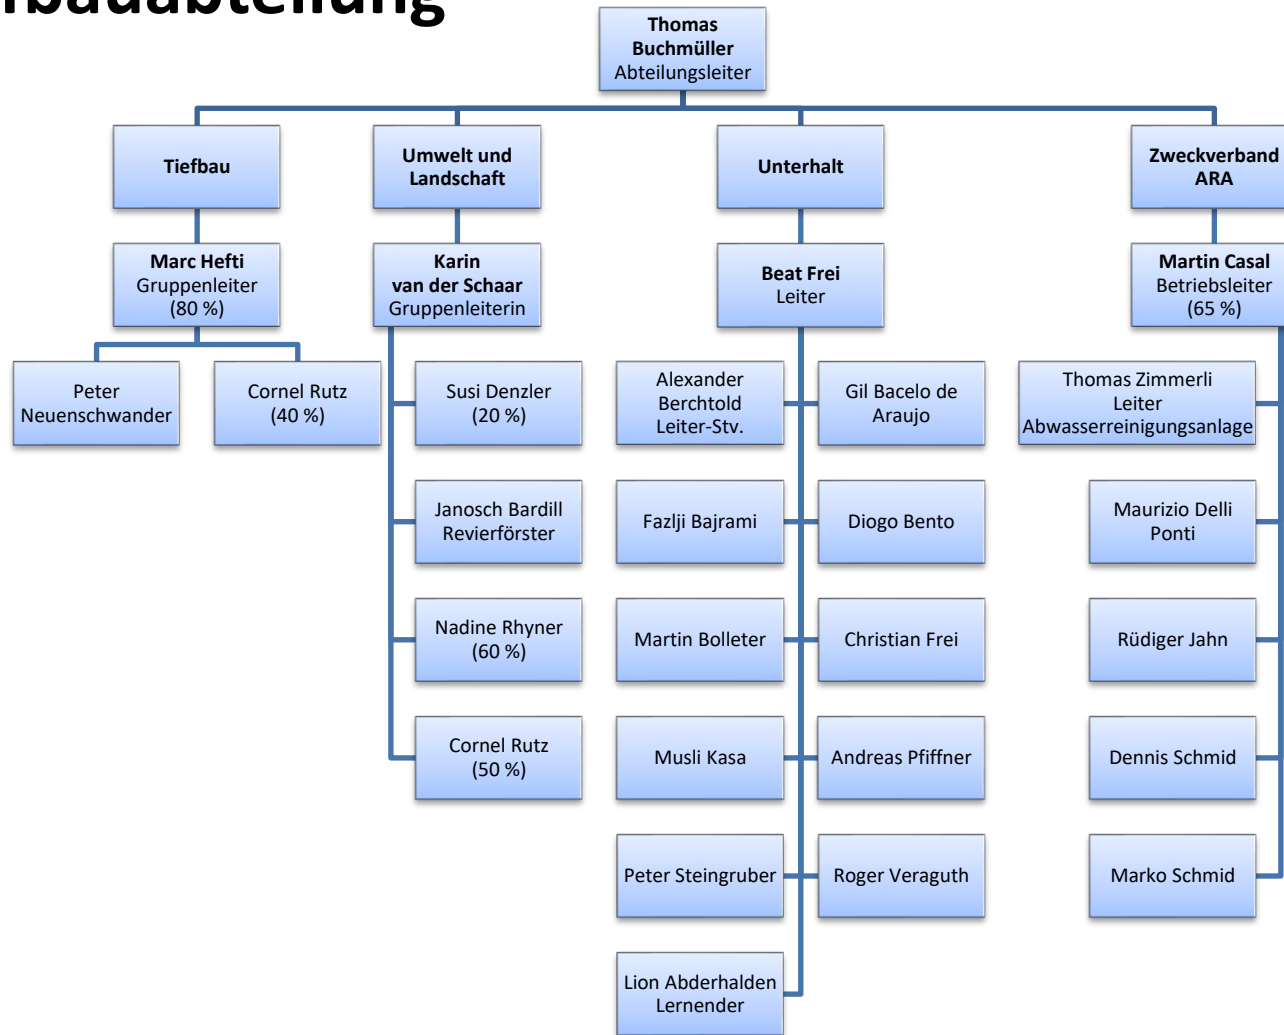 fbauabteilung
Thomas
Buchmüller
Abteilungsleiter
Tiefbau
Umwelt und
Landschaft
Unterhalt
Zweckverband
ARA
Marc Hefti
Gruppenleiter
(80 %)
Karin
van der Schaar
Gruppenleiterin
Beat Frei
Leiter
Martin Casal
Betriebsleiter
(65 %)
Peter
Neuenschwander
Cornel Rutz
(40 %)
Susi Denzler
(20 %)
Alexander
Berchtold
Leiter-Stv.
Gil Bacelo de
Araujo
Thomas Zimmerli
Leiter
Abwasserreinigungsanlage
Janosch Bardill
Revierförster
Fazlji Bajrami
Diogo Bento
Maurizio Delli
Ponti
Nadine Rhyner
(60 %)
Martin Bolleter
Christian Frei
Rüdiger Jahn
Cornel Rutz
(50 %)
Musli Kasa
Andreas Pfiffner
Dennis Schmid
Peter Steingruber
Roger Veraguth
Marko Schmid
Lion Abderhalden
Lernender